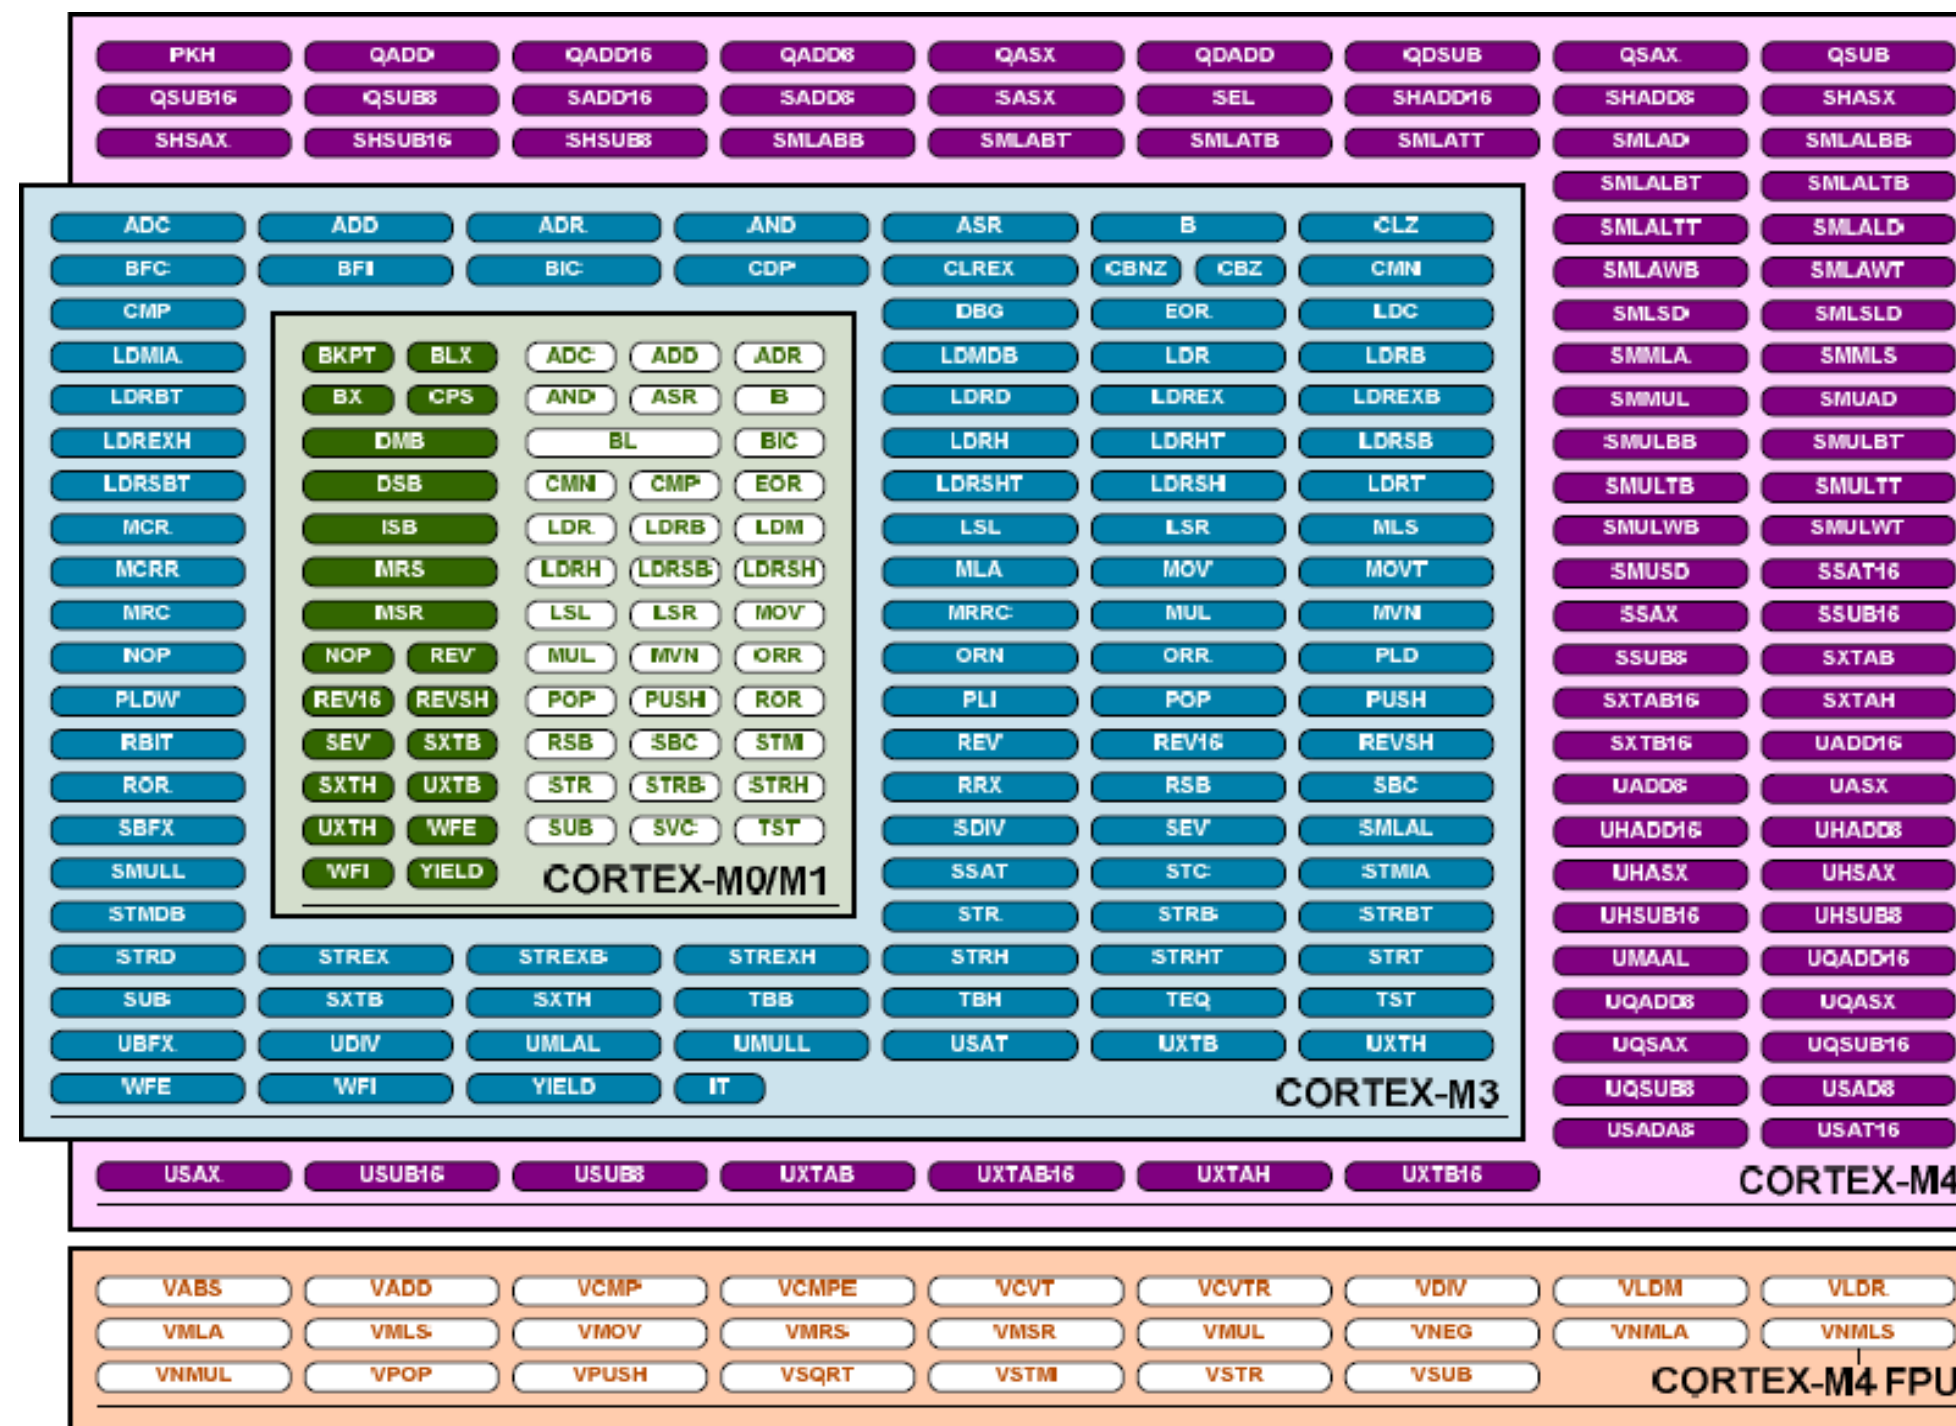 PKH QADD QADD16 QADD8 QASX QDADD QDSUB QSAX QSUB
QSUB16 QSUB8 SADD16 SADD8 SASX SEL SHADD16 SHADD8 SHASX
SHSAX SHSUB16 SHSUB8 SMLABB SMLABT SMLATB SMLATT SMLAD SMLALBB
SMLALBT SMLALTB
ADC ADD ADR AND ASR B CLZ SMLALTT SMLALD
BFC BFI BIC CDP CLREX CBNZ CBZ CMN SMLAWB SMLAWT
CMP DBG EOR LDC SMLSD SMLSLD
LDMIA BKPT BLX ADC ADD ADR LDMDB LDR LDRB SMMLA SMMLS
LDRBT BX CPS AND ASR B LDRD LDREX LDREXB SMMUL SMUAD
LDREXH DMB BL BIC LDRH LDRHT LDRSB SMULBB SMULBT
LDRSBT DSB CMN CMP EOR LDRSHT LDRSH LDRT SMULTB SMULTT
MCR ISB LDR LDRB LDM LSL LSR MLS SMULWB SMULWT
MCRR MRS LDRH LDRSB LDRSH MLA MOV MOVT SMUSD SSAT16
MRC MSR LSL LSR MOV MRRC MUL MVN SSAX SSUB16
NOP NOP REV MUL MVN ORR ORN ORR PLD SSUB8 SXTAB
PLDW REV16 REVSH POP PUSH ROR PLI POP PUSH SXTAB16 SXTAH
RBIT SEV SXTB RSB SBC STM REV REV16 REVSH SXTB16 UADD16
ROR SXTH UXTB STR STRB STRH RRX RSB SBC UADD8 UASX
SBFX UXTH WFE SUB SVC TST SDIV SEV SMLAL UHADD16 UHADD8
SMULL WFI YIELD CORTEX-M0/M1 SSAT STC STMIA UHASX UHSAX
STMDB STR STRB STRBT UHSUB16 UHSUB8
STRD STREX STREXB STREXH STRH STRHT STRT UMAAL UQADD16
SUB SXTB SXTH TBB TBH TEQ TST UQADD8 UQASX
UBFX UDIV UMLAL UMULL USAT UXTB UXTH UQSAX UQSUB16
WFE WFI YIELD IT CORTEX-M3 UQSUB8 USAD8
USADA8 USAT16
USAX USUB16 USUB8 UXTAB UXTAB16 UXTAH UXTB16 CORTEX-M4
VABS VADD VCMP VCMPE VCVT VCVTR VDIV VLDM VLDR
VMLA VMLS VMOV VMRS VMSR VMUL VNEG VNMLA VNMLS
VNMUL VPOP VPUSH VSQRT VSTM VSTR VSUB CORTEX-M4 FPU